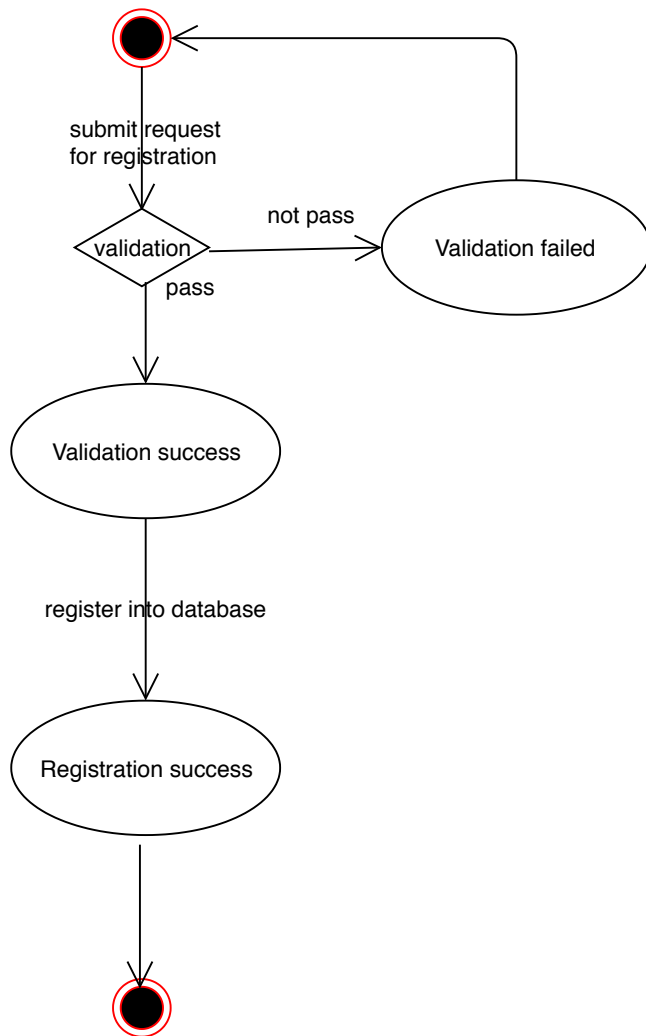 submit request
for registration
not pass
validation
Validation failed
pass
Validation success
register into database
Registration success